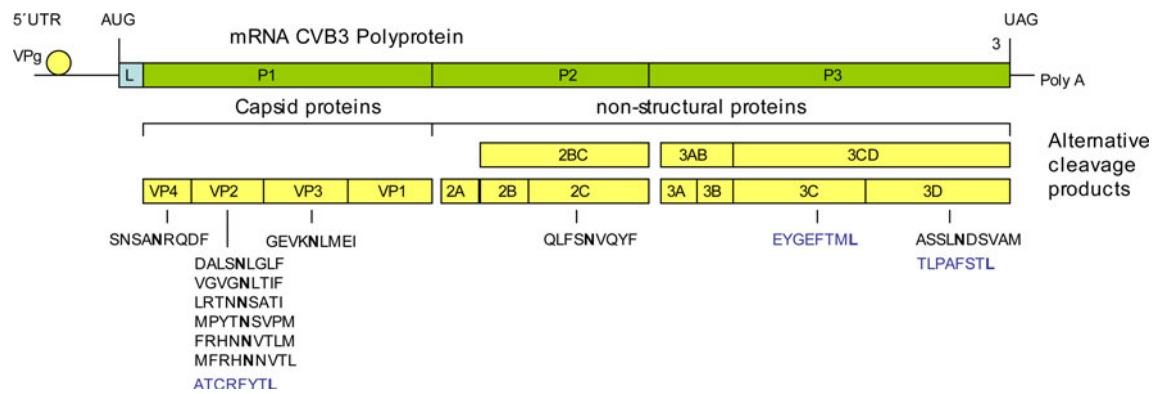 5´UTR AUG UAG
mRNA CVB3 Polyprotein 3
VPg
L P1 P2 P3 Poly A
Capsid proteins non-structural proteins
2BC 3AB 3CD
Alternative
cleavage
products
VP4 VP2 VP3 VP1 2A 2B 2C 3A 3B 3C 3D
SNSANRQDF GEVKNLMEI QLFSNVQYF EYGEFTML ASSLNDSVAM
DALSNLGLF TLPAFSTL
VGVGNLTIF
LRTNNSATI
MPYTNSVPM
FRHNNVTLM
MFRHNNVTL
ATCRFYTL